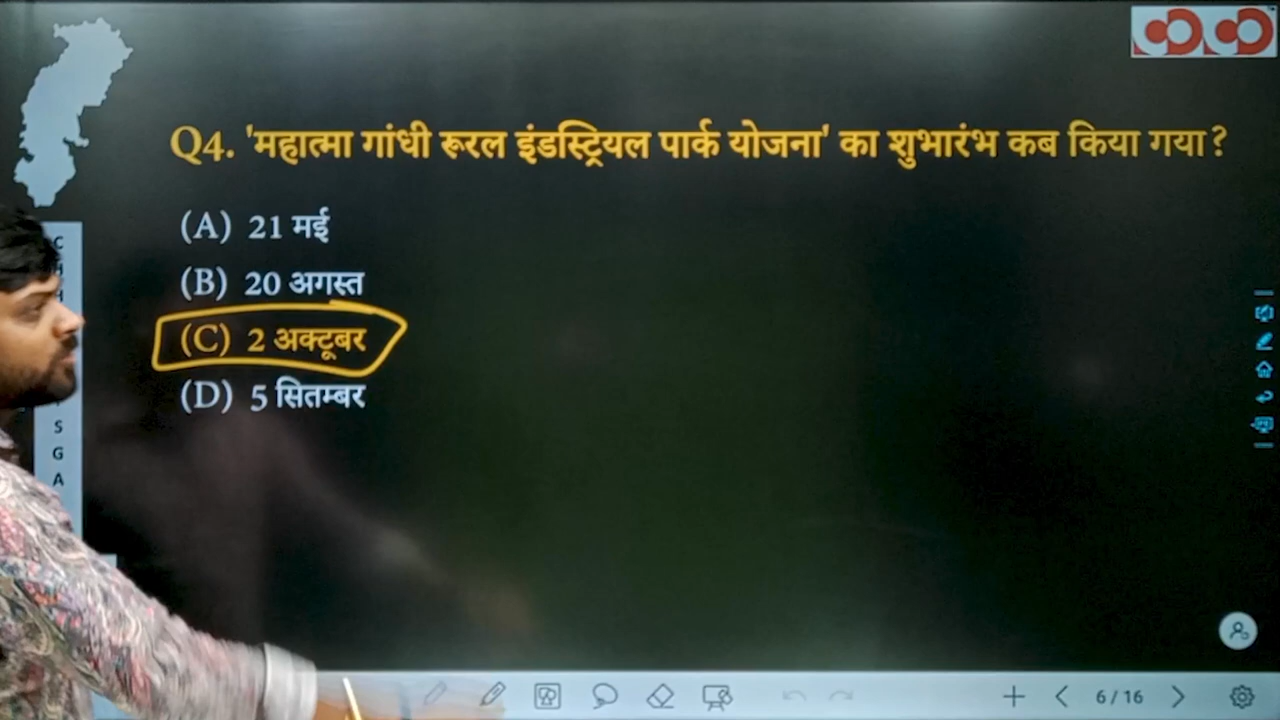 Q4. 'महात्मा गांधी रूरल इंडस्ट्रियल पार्क योजना' का शुभारंभ कब किया गया?
(A) 21 मई
(B) 20 अगस्त
(C) 2 अक्टूबर
(D) 5 सितम्बर
C
S
G
A
6/16